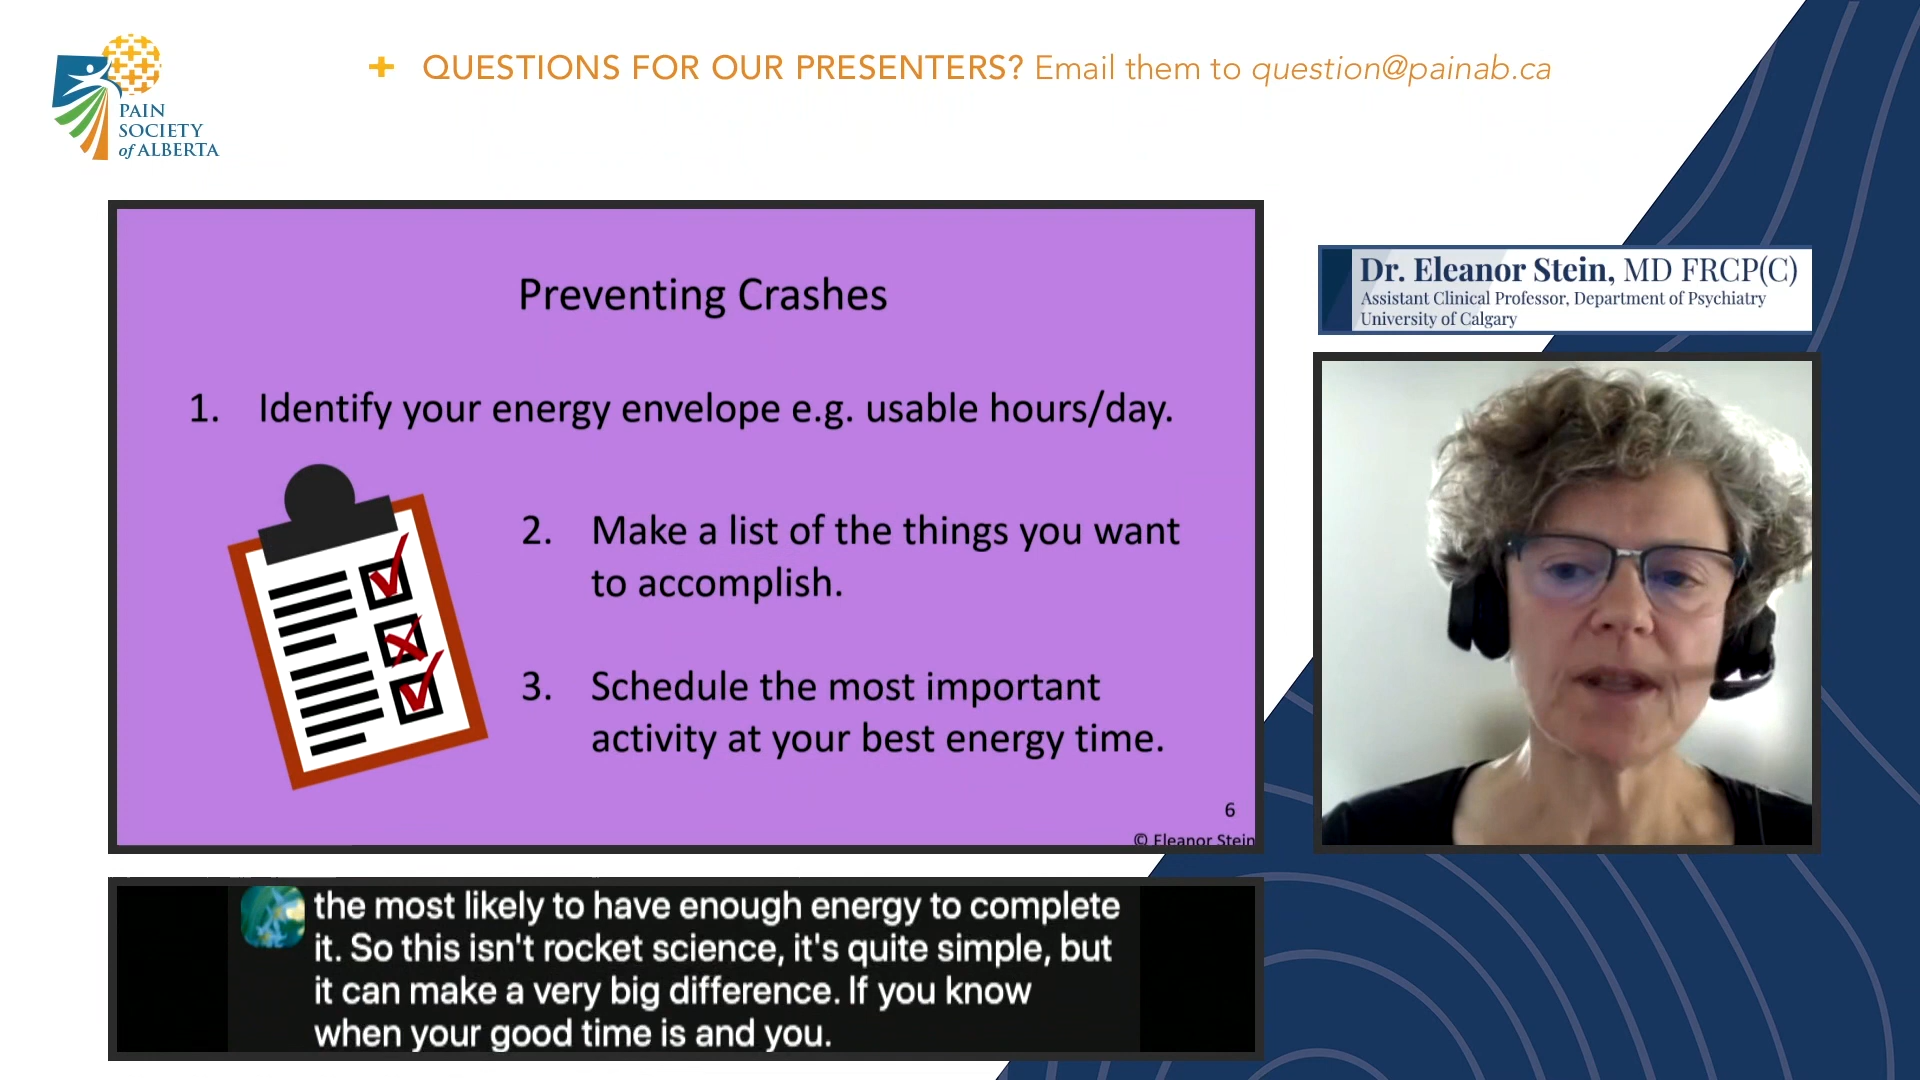 PAIN
SOCIETY
of ALBERTA
QUESTIONS FOR OUR PRESENTERS? Email them to question@painab.ca
Preventing Crashes
1. Identify your energy envelope e.g. usable hours/day.
2. Make a list of the things you want
to accomplish.
3. Schedule the most important
activity at your best energy time.
6
© Eleanor Stein
Dr. Eleanor Stein, MD FRCP(C)
Assistant Clinical Professor, Department of Psychiatry
University of Calgary
the most likely to have enough energy to complete
it. So this isn't rocket science, it's quite simple, but
it can make a very big difference. If you know
when your good time is and you.